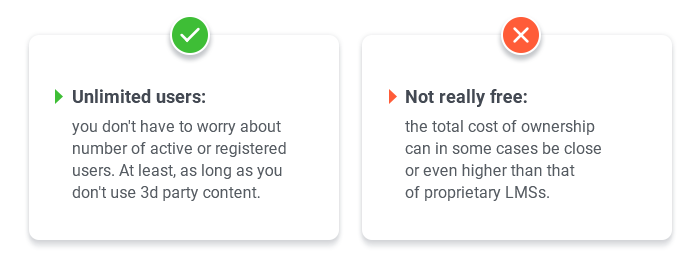 Unlimited users:
you don't have to worry about
number of active or registered
users. At least, as long as you
don't use 3d party content.
Not really free:
the total cost of ownership
can in some cases be close
or even higher than that
of proprietary LMSs.